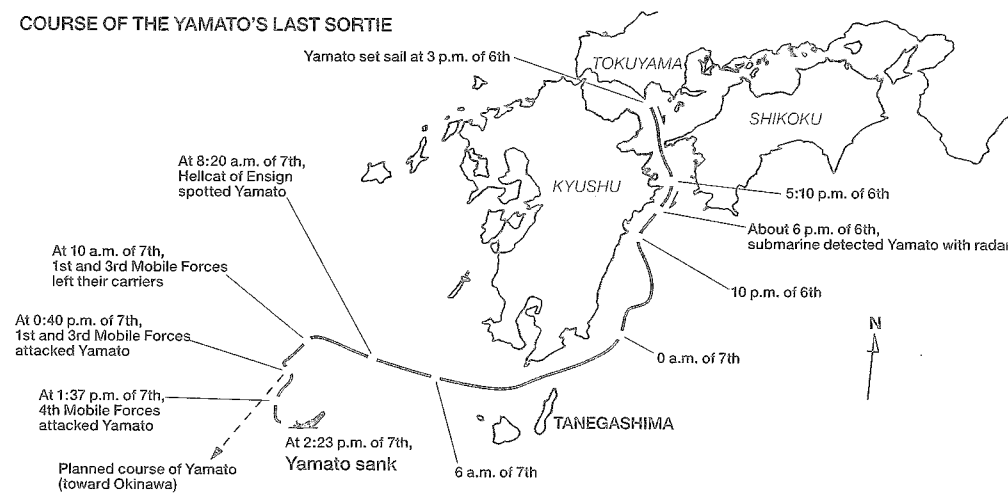 COURSE OF THE YAMATO'S LAST SORTIE
Yamato set sail at 3 p.m. of 6th
TOKUYAMA
SHIKOKU
KYUSHU
At 8:20 a.m. of 7th,
Hellcat of Ensign
spotted Yamato
5:10 p.m. of 6th
About 6 p.m. of 6th,
submarine detected Yamato with radar
At 10 a.m. of 7th,
1st and 3rd Mobile Forces
left their carriers
10 p.m. of 6th
At 0:40 p.m. of 7th,
1st and 3rd Mobile Forces
attacked Yamato
N
0 a.m. of 7th
At 1:37 p.m. of 7th,
4th Mobile Forces
attacked Yamato
TANEGASHIMA
At 2:23 p.m. of 7th,
Yamato sank
6 a.m. of 7th
Planned course of Yamato
(toward Okinawa)